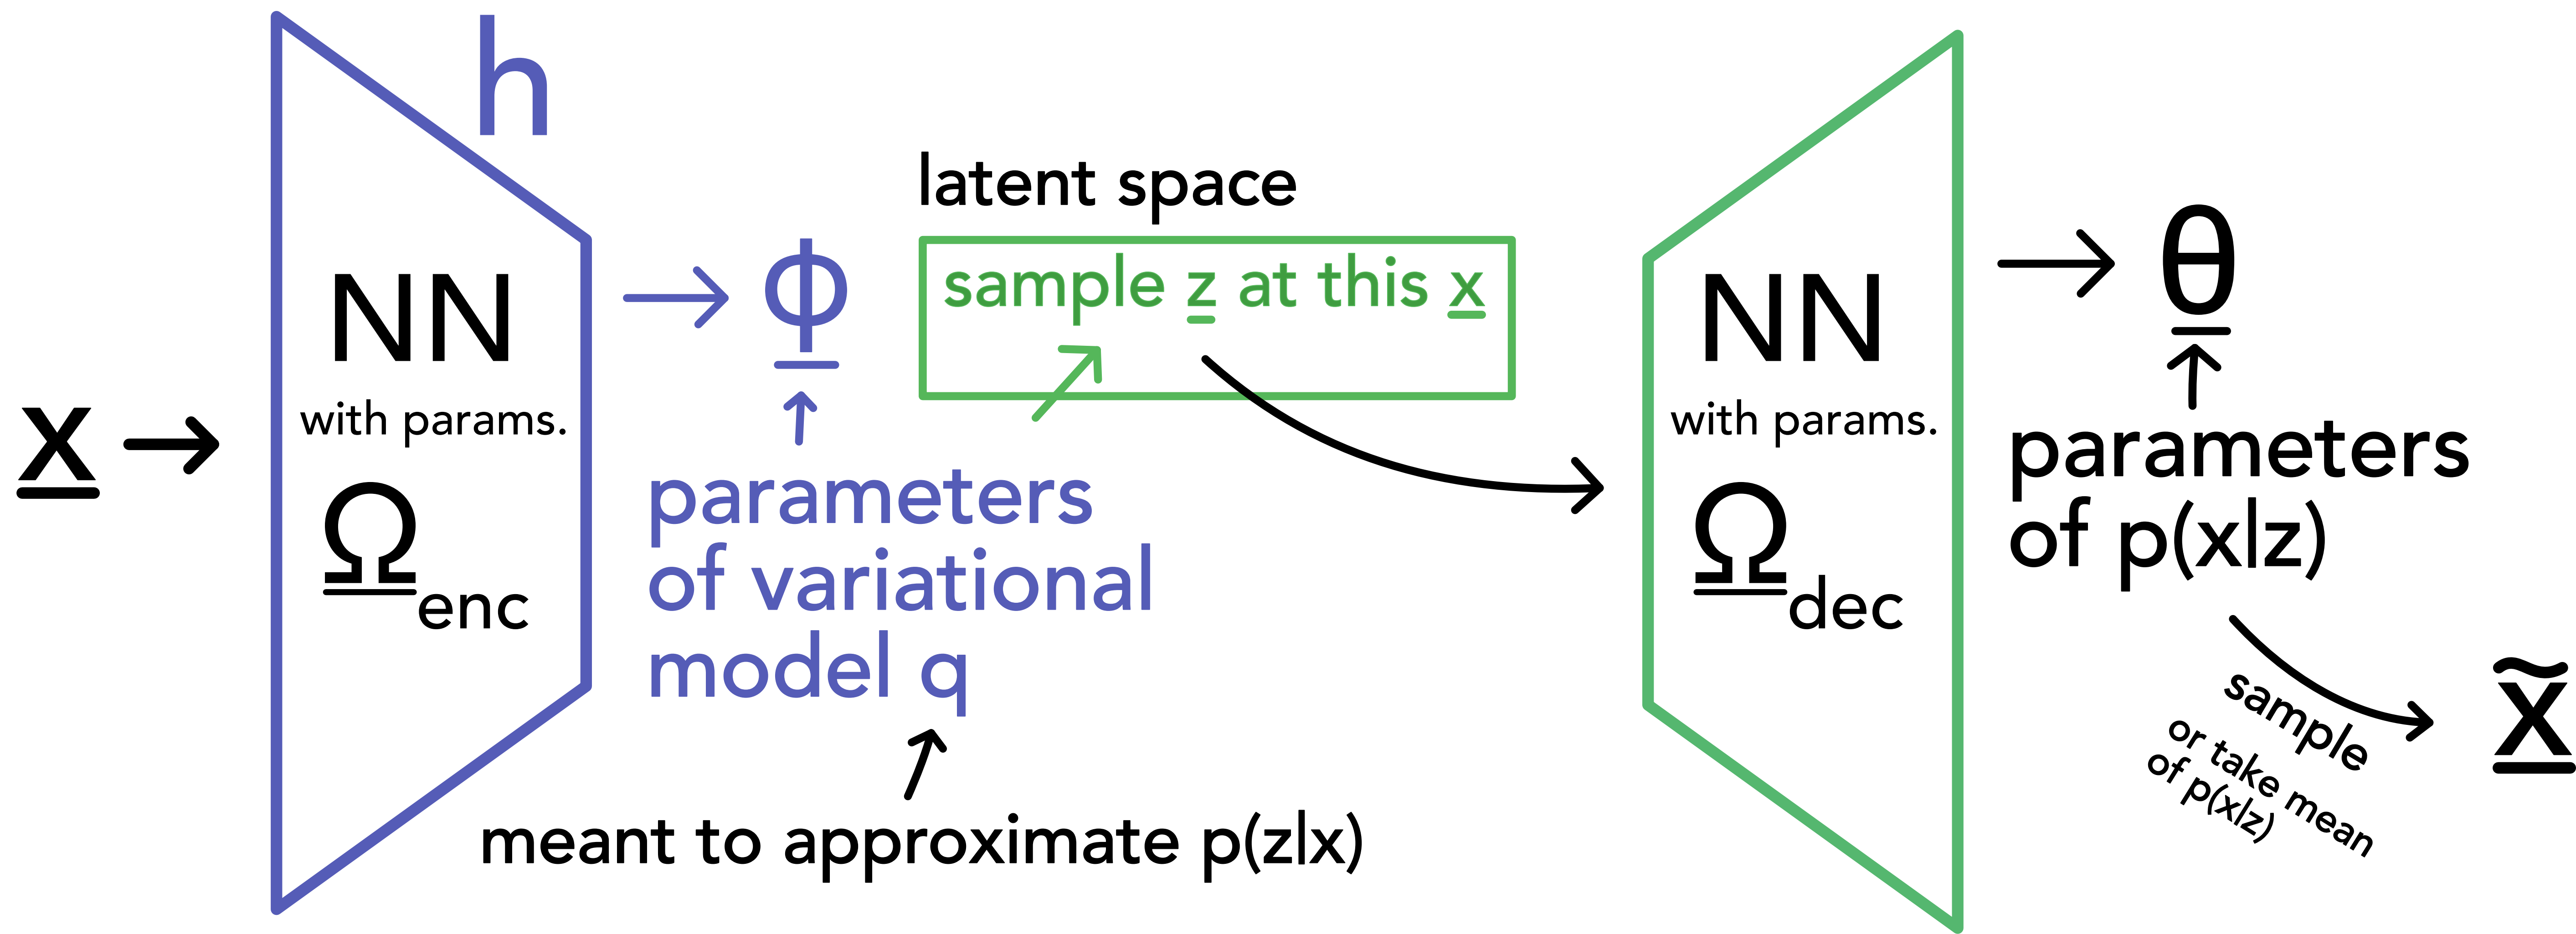 x
h
NN
with params.
Ω enc
ϕ
parameters
of variational
model q
meant to approximate p(z|x)
latent space
sample z at this x
NN
with params.
Ω dec
θ
parameters
of p(x|z)
sample
or take mean
of p(x|z)
x̃